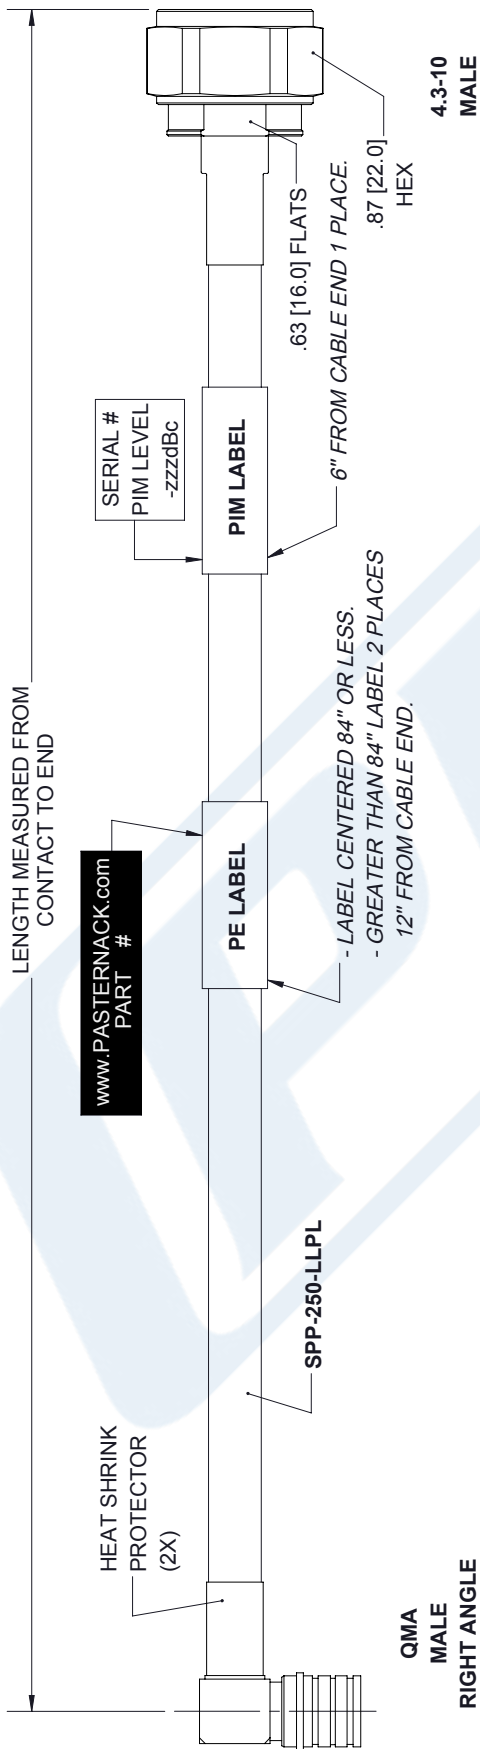 LENGTH MEASURED FROM
CONTACT TO END
HEAT SHRINK
PROTECTOR
(2X)
www.PASTERNACK.com
PART #
SERIAL #
PIM LEVEL
-zzzdBc
PE LABEL
PIM LABEL
SPP-250-LLPL
- LABEL CENTERED 84" OR LESS.
- GREATER THAN 84" LABEL 2 PLACES
12" FROM CABLE END.
6" FROM CABLE END 1 PLACE.
.63 [16.0] FLATS
.87 [22.0]
HEX
QMA
MALE
RIGHT ANGLE
4.3-10
MALE